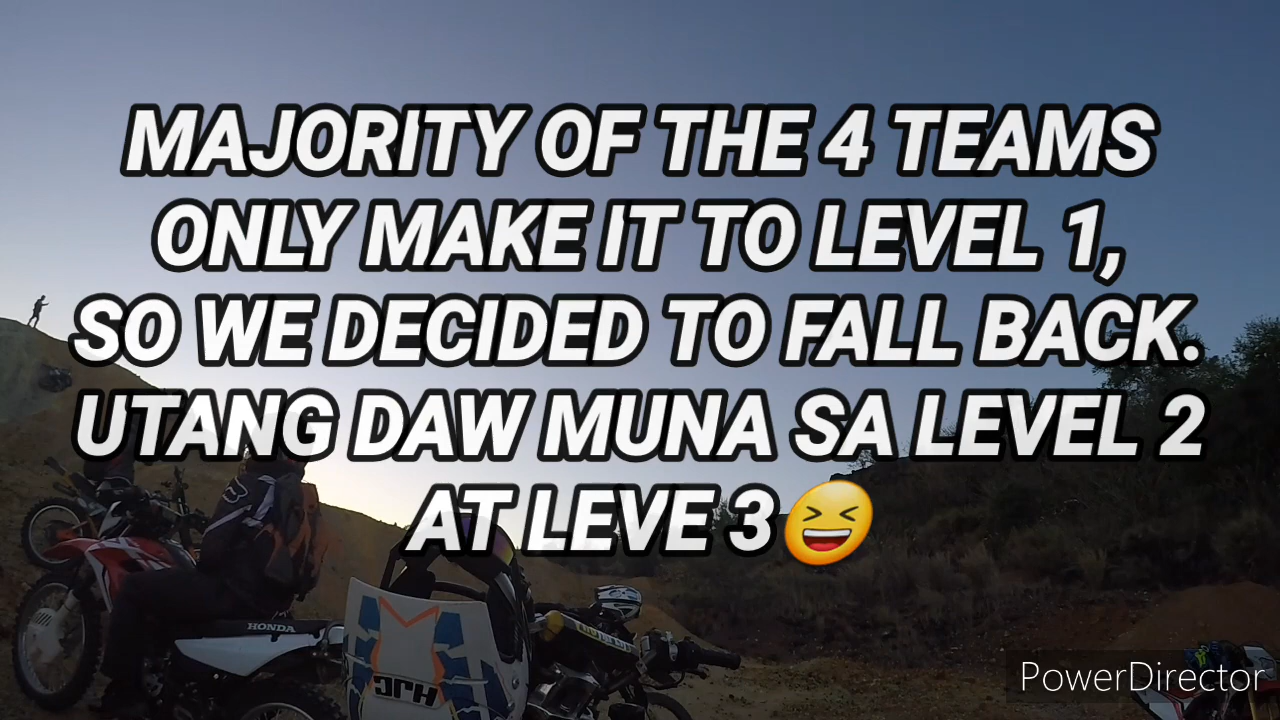 MAJORITY OF THE 4 TEAMS
ONLY MAKE IT TO LEVEL 1,
SO WE DECIDED TO FALL BACK.
UTANG DAW MUNA SA LEVEL 2
AT LEVE 3😆
HONDA
HJC
PowerDirector